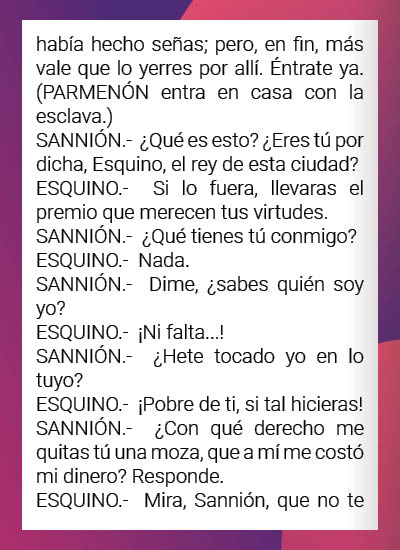 había hecho señas; pero, en fin, más
vale que lo yerres por allí. Éntrate ya.
(PARMENÓN entra en casa con la
esclava.)
SANNIÓN.- ¿Qué es esto? ¿Eres tú por
dicha, Esquino, el rey de esta ciudad?
ESQUINO.- Si lo fuera, llevaras el
premio que merecen tus virtudes.
SANNIÓN.- ¿Qué tienes tú conmigo?
ESQUINO.- Nada.
SANNIÓN.- Dime, ¿sabes quién soy
yo?
ESQUINO.- ¡Ni falta...!
SANNIÓN.- ¿Hete tocado yo en lo
tuyo?
ESQUINO.- ¡Pobre de ti, si tal hicieras!
SANNIÓN.- ¿Con qué derecho me
quitas tú una moza, que a mí me costó
mi dinero? Responde.
ESQUINO.- Mira, Sannión, que no te